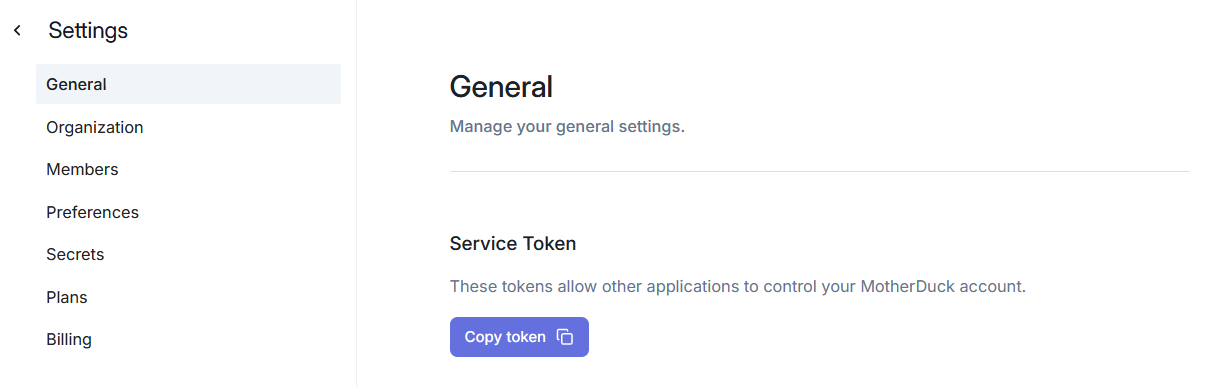 Settings
General
Organization
Members
Preferences
Secrets
Plans
Billing
General
Manage your general settings.
Service Token
These tokens allow other applications to control your MotherDuck account.
Copy token